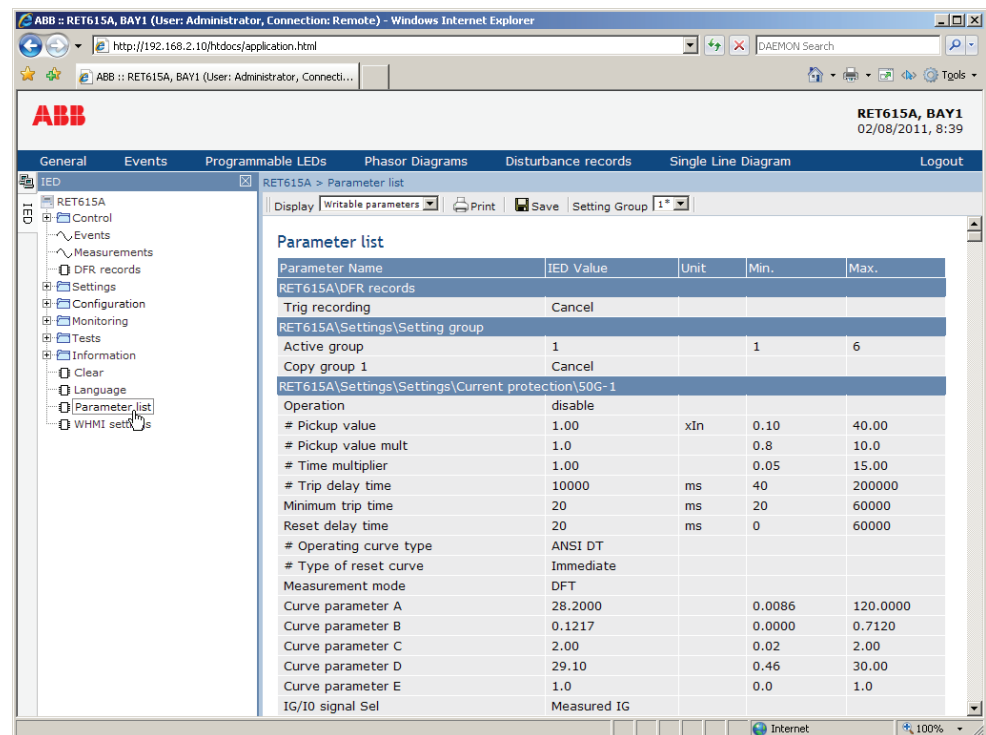 ABB :: RET615A, BAY1 (User: Administrator, Connection: Remote) - Windows Internet Explorer
http://192.168.2.10/htdocs/application.html
DAEMON Search
ABB :: RET615A, BAY1 (User: Administrator, Connecti...
Tools
ABB
RET615A, BAY1
02/08/2011, 8:39
General Events Programmable LEDs Phasor Diagrams Disturbance records Single Line Diagram Logout
IED
IED
RET615A
Control
Events
Measurements
DFR records
Settings
Configuration
Monitoring
Tests
Information
Clear
Language
Parameter list
WHMI settings
RET615A > Parameter list
Display Writable parameters Print Save Setting Group 1*
Parameter list
Parameter Name IED Value Unit Min. Max.
RET615A\DFR records
Trig recording Cancel
RET615A\Settings\Setting group
Active group 1 1 6
Copy group 1 Cancel
RET615A\Settings\Settings\Current protection\50G-1
Operation disable
# Pickup value 1.00 xIn 0.10 40.00
# Pickup value mult 1.0 0.8 10.0
# Time multiplier 1.00 0.05 15.00
# Trip delay time 10000 ms 40 200000
Minimum trip time 20 ms 20 60000
Reset delay time 20 ms 0 60000
# Operating curve type ANSI DT
# Type of reset curve Immediate
Measurement mode DFT
Curve parameter A 28.2000 0.0086 120.0000
Curve parameter B 0.1217 0.0000 0.7120
Curve parameter C 2.00 0.02 2.00
Curve parameter D 29.10 0.46 30.00
Curve parameter E 1.0 0.0 1.0
IG/I0 signal Sel Measured IG
Internet 100%